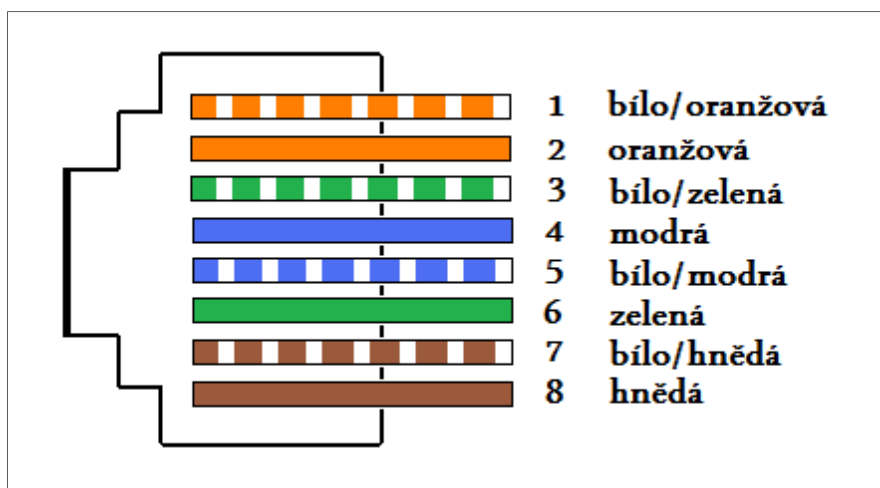 1 bílo/oranžová
2 oranžová
3 bílo/zelená
4 modrá
5 bílo/modrá
6 zelená
7 bílo/hnědá
8 hnědá